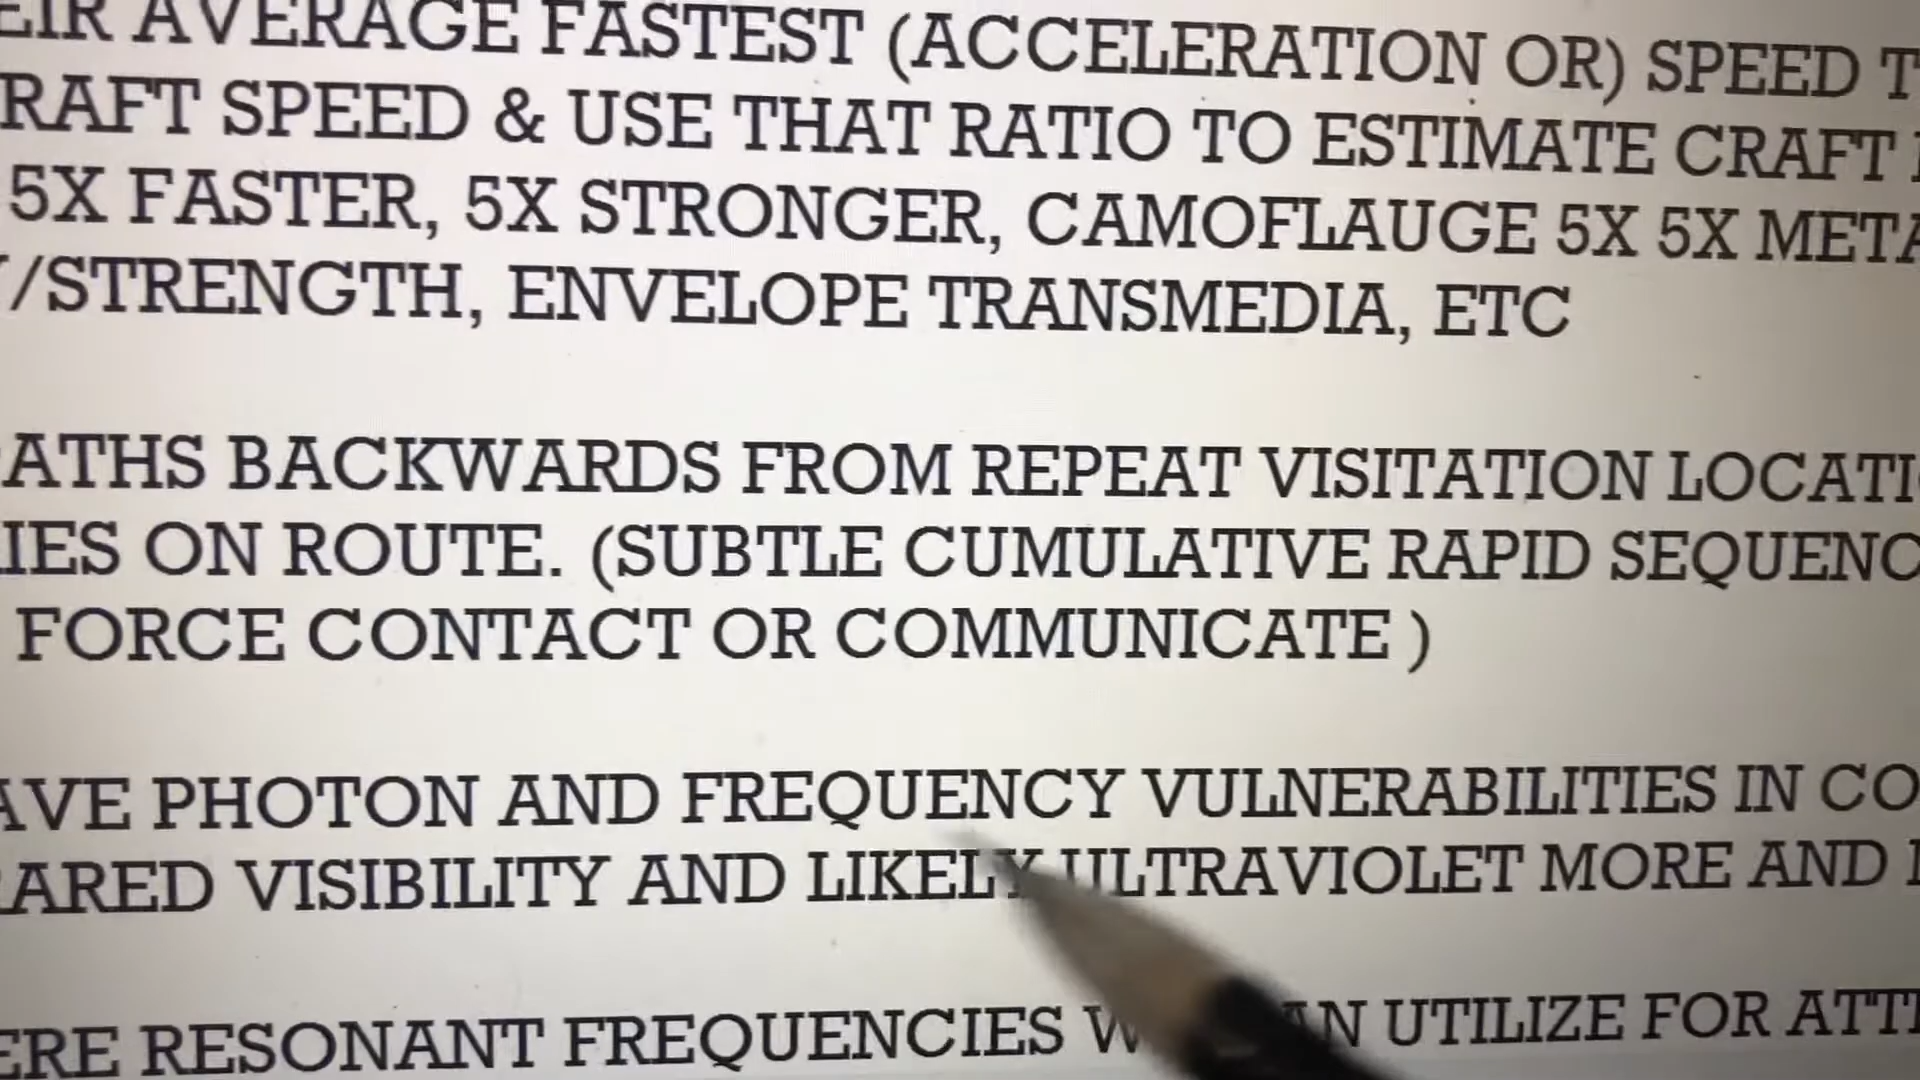 EIR AVERAGE FASTEST (ACCELERATION OR) SPEED T
RAFT SPEED & USE THAT RATIO TO ESTIMATE CRAFT
5X FASTER, 5X STRONGER, CAMOFLAUGE 5X 5X META
/STRENGTH, ENVELOPE TRANSMEDIA, ETC
ATHS BACKWARDS FROM REPEAT VISITATION LOCATI
IES ON ROUTE. (SUBTLE CUMULATIVE RAPID SEQUENC
FORCE CONTACT OR COMMUNICATE )
AVE PHOTON AND FREQUENCY VULNERABILITIES IN CO
ARED VISIBILITY AND LIKELY ULTRAVIOLET MORE AND
ERE RESONANT FREQUENCIES W AN UTILIZE FOR ATT